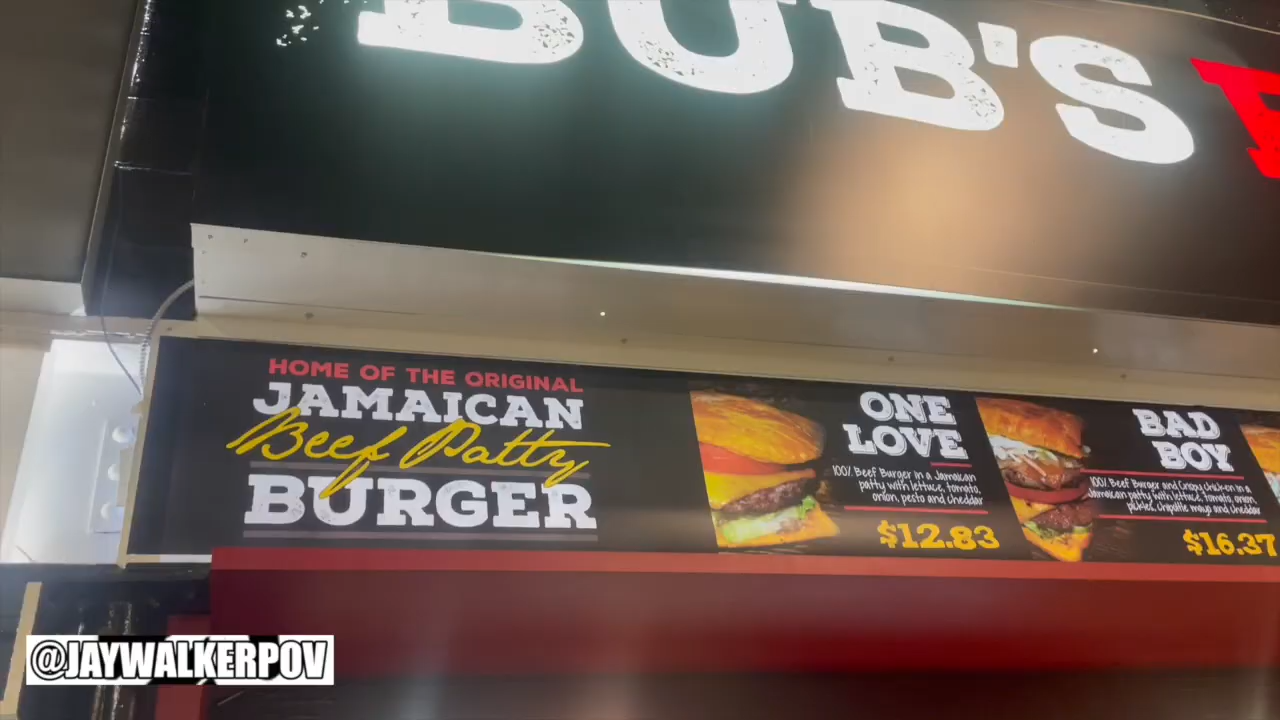 BUB'S
HOME OF THE ORIGINAL
JAMAICAN
Beef Patty
BURGER
ONE
LOVE
100% Beef Burger in a Jamaican
patty with lettuce, tomato,
onion, pesto and cheddar
$12.83
BAD
BOY
100% Beef Burger and Crispy Chicken in a
Jamaican patty with lettuce, tomato, onion,
pickles, chipotle mayo and cheddar
$16.37
@JAYWALKERPOV